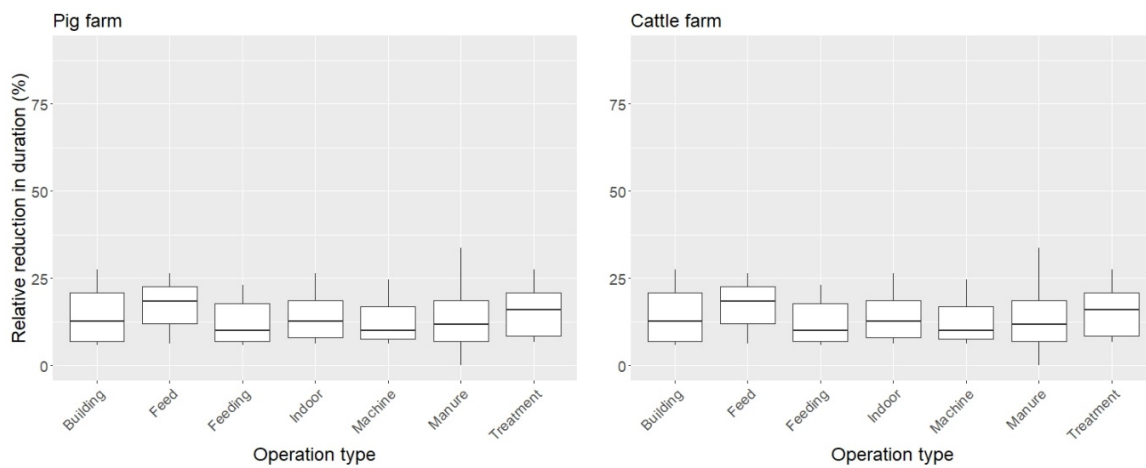 Pig farm
Relative reduction in duration (%)
75
50
25
0
Building
Feed
Feeding
Indoor
Machine
Manure
Treatment
Operation type
Cattle farm
75
50
25
0
Building
Feed
Feeding
Indoor
Machine
Manure
Treatment
Operation type